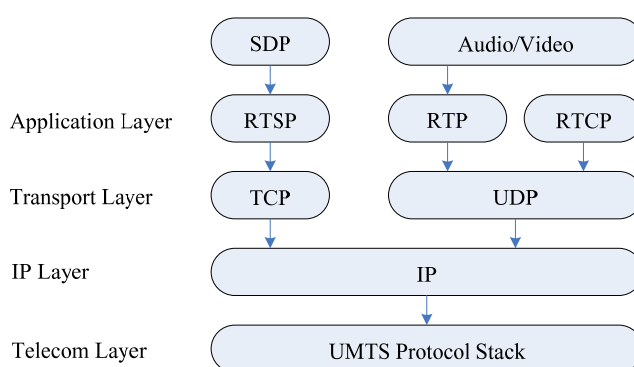 SDP Audio/Video
Application Layer RTSP RTP RTCP
Transport Layer TCP UDP
IP Layer IP
Telecom Layer UMTS Protocol Stack